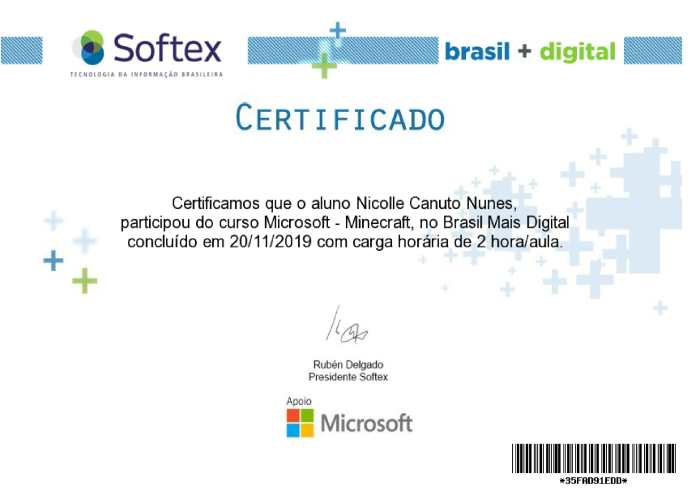 Softex
TECNOLOGIA DA INFORMAÇÃO BRASILEIRA
brasil + digital
CERTIFICADO
Certificamos que o aluno Nicolle Canuto Nunes,
participou do curso Microsoft - Minecraft, no Brasil Mais Digital
concluído em 20/11/2019 com carga horária de 2 hora/aula.
Rubén Delgado
Presidente Softex
Apoio
Microsoft
*35FAD91EDD*